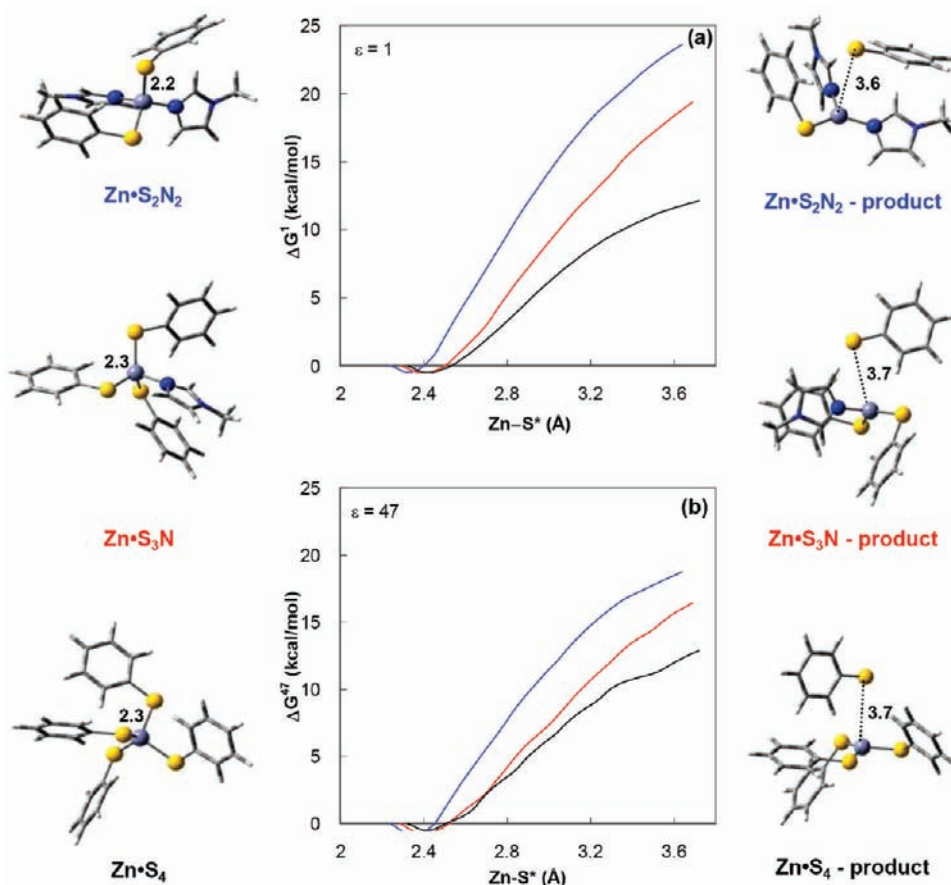 2.2
Zn•S₂N₂
2.3
Zn•S₃N
2.3
Zn•S₄
ε = 1
(a)
25
20
15
10
5
0
ΔG¹ (kcal/mol)
2
2.4
2.8
3.2
3.6
Zn–S* (Å)
ε = 47
(b)
25
20
15
10
5
0
ΔG⁴⁷ (kcal/mol)
2
2.4
2.8
3.2
3.6
Zn-S* (Å)
3.6
Zn•S₂N₂ - product
3.7
Zn•S₃N - product
3.7
Zn•S₄ - product